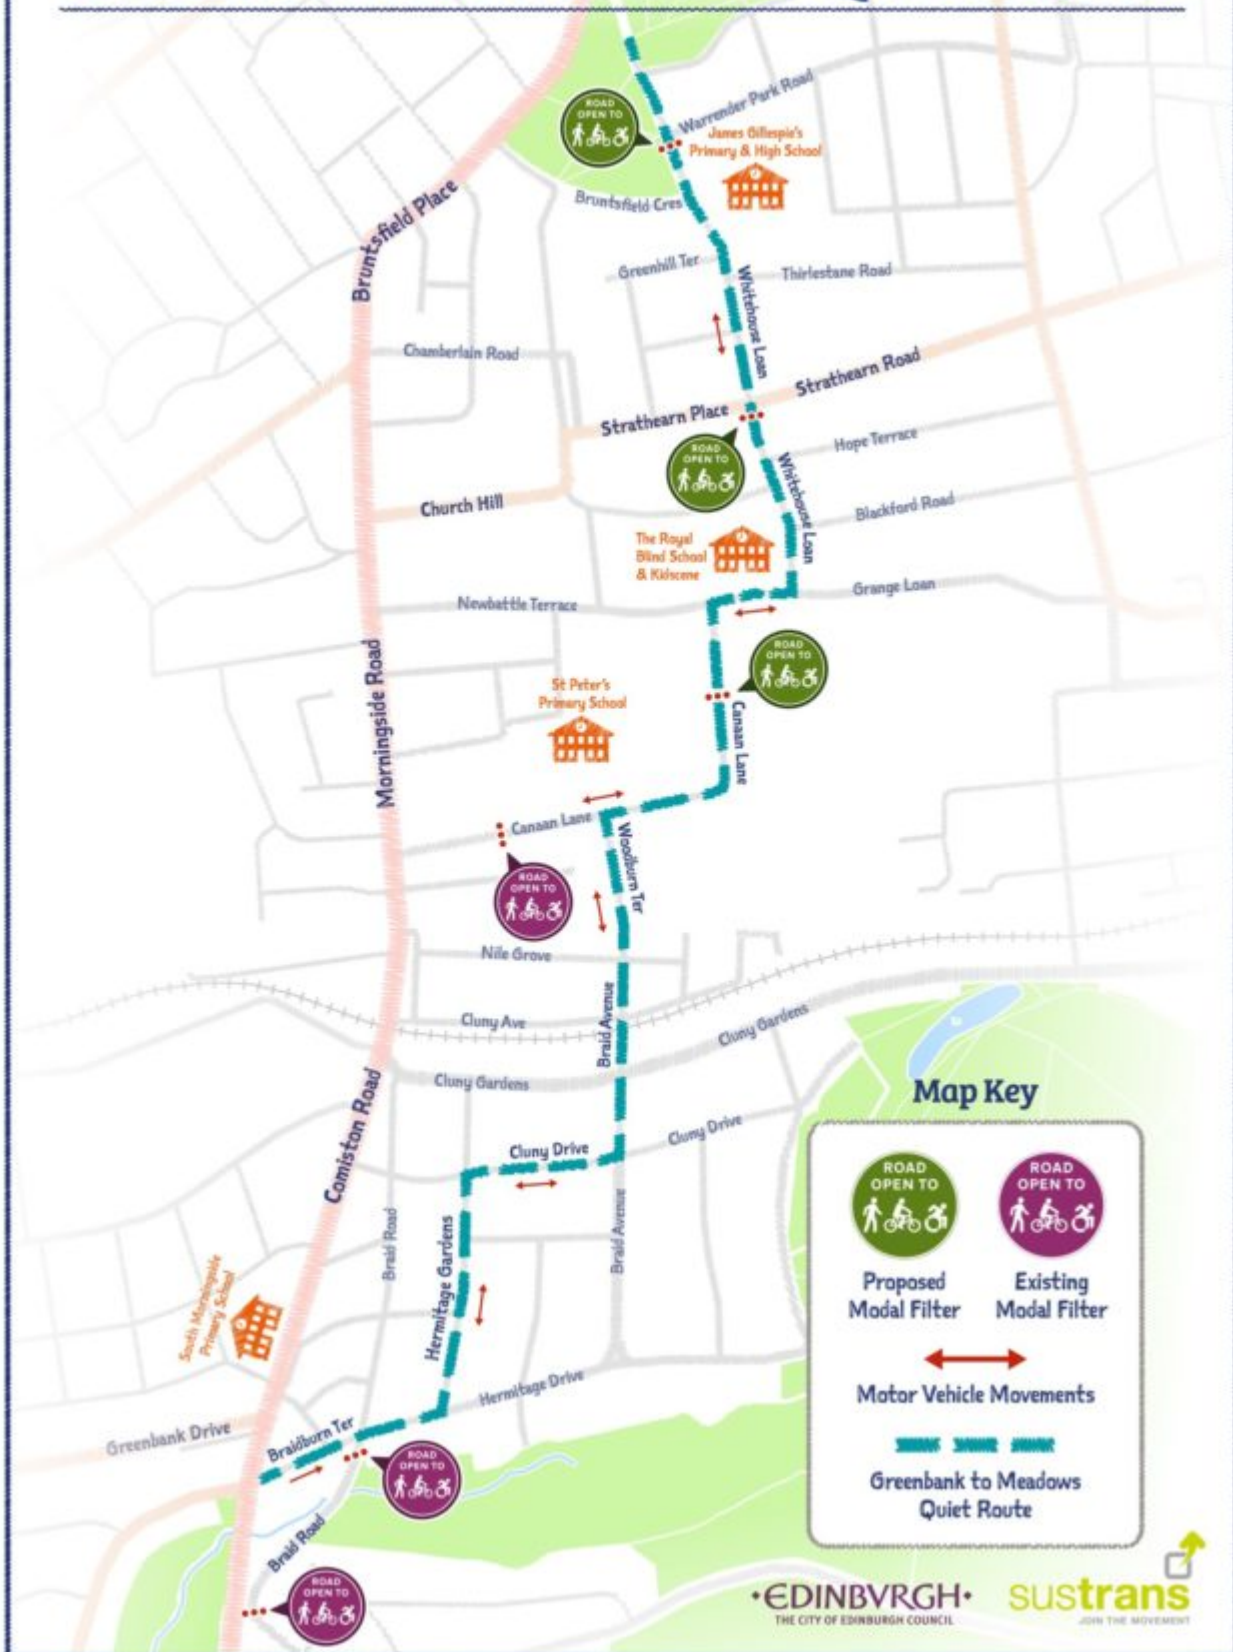 ROAD
OPEN TO
Warrender Park Road
James Gillespie's
Primary & High School
Bruntsfield Place
Bruntsfield Cres
Greenhill Ter
Thirlestane Road
Whitehouse Loan
Chamberlain Road
Strathearn Road
Strathearn Place
Hope Terrace
ROAD
OPEN TO
Whitehouse Loan
Church Hill
Blackford Road
The Royal
Blind School
& Kidscene
Newbattle Terrace
Grange Loan
ROAD
OPEN TO
Morningside Road
St Peter's
Primary School
Canaan Lane
Canaan Lane
Woodburn Ter
ROAD
OPEN TO
Nile Grove
Braid Avenue
Cluny Ave
Cluny Gardens
Cluny Gardens
Comiston Road
Cluny Drive
Cluny Drive
Braid Road
Hermitage Gardens
Braid Avenue
South Morningside
Primary School
Hermitage Drive
Greenbank Drive
Braidburn Ter
ROAD
OPEN TO
Braid Road
ROAD
OPEN TO
Map Key
ROAD
OPEN TO
ROAD
OPEN TO
Proposed
Modal Filter
Existing
Modal Filter
Motor Vehicle Movements
Greenbank to Meadows
Quiet Route
•EDINBVRGH•
THE CITY OF EDINBURGH COUNCIL
sustrans
JOIN THE MOVEMENT